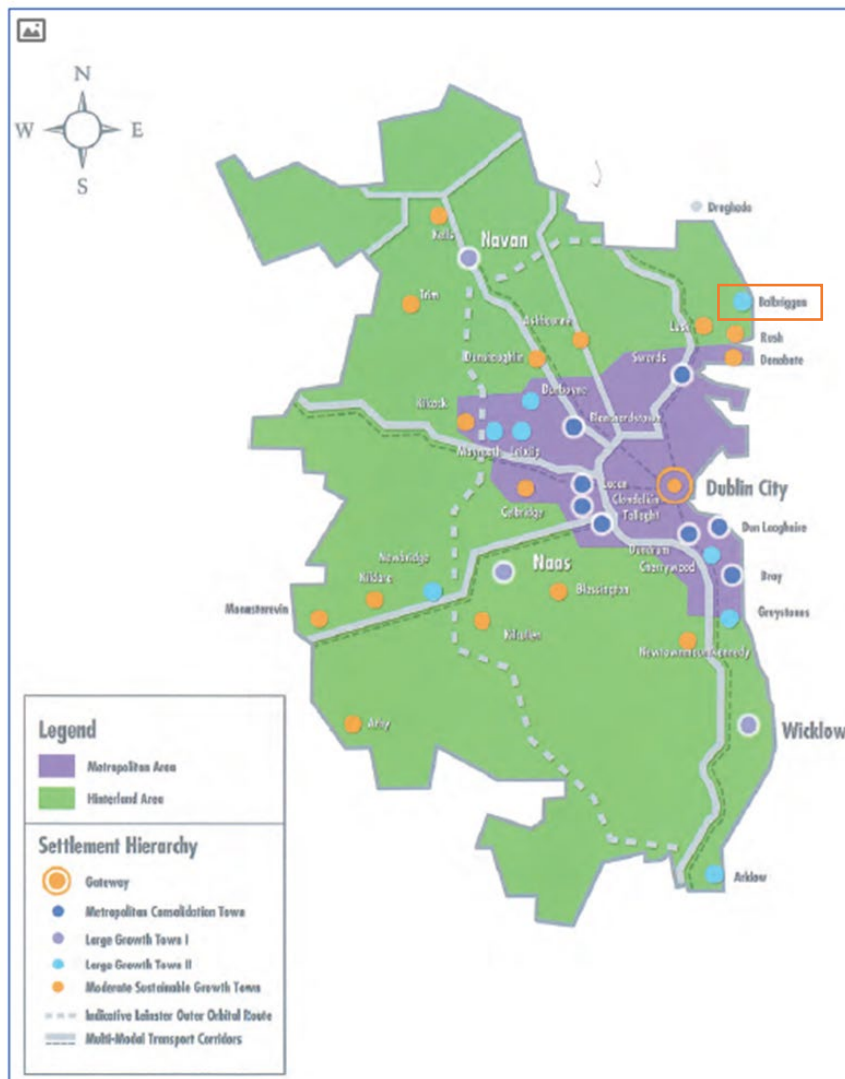 N
W
E
S
Drogheda
Kells
Navan
Balbriggan
Trim
Ashbourne
Lusk
Rush
Dunshaughlin
Swords
Donabate
Dunboyne
Kilcock
Blanchardstown
Maynooth
Leixlip
Lucan
Dublin City
Clondalkin
Celbridge
Tallaght
Dun Laoghaire
Dundrum
Newbridge
Naas
Cherrywood
Kildare
Bray
Blessington
Monasterevin
Greystones
Kilcullen
Newtownmountkennedy
Legend
Athy
Wicklow
Metropolitan Area
Hinterland Area
Settlement Hierarchy
Gateway
Arklow
Metropolitan Consolidation Town
Large Growth Town I
Large Growth Town II
Moderate Sustainable Growth Town
Indicative Leinster Outer Orbital Route
Multi-Modal Transport Corridors